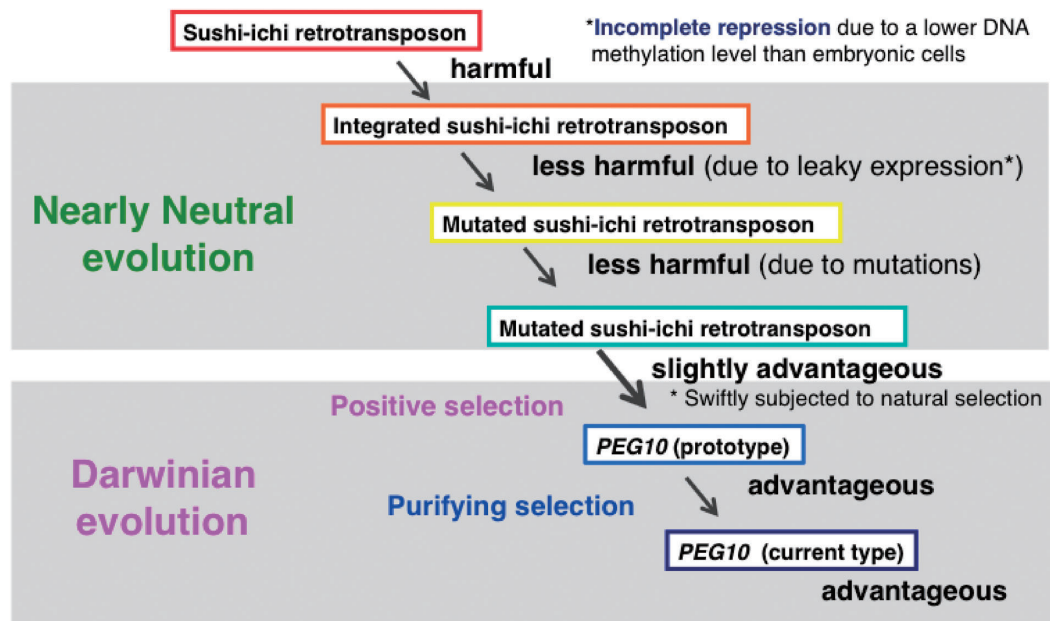 Sushi-ichi retrotransposon
*Incomplete repression due to a lower DNA
methylation level than embryonic cells
harmful
Integrated sushi-ichi retrotransposon
less harmful (due to leaky expression*)
Nearly Neutral
evolution
Mutated sushi-ichi retrotransposon
less harmful (due to mutations)
Mutated sushi-ichi retrotransposon
slightly advantageous
* Swiftly subjected to natural selection
Positive selection
PEG10 (prototype)
Darwinian
evolution
advantageous
Purifying selection
PEG10 (current type)
advantageous